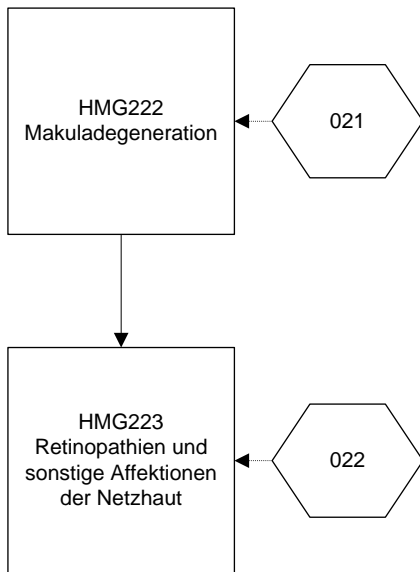 HMG222
Makuladegeneration
021
HMG223
Retinopathien und
sonstige Affektionen
der Netzhaut
022